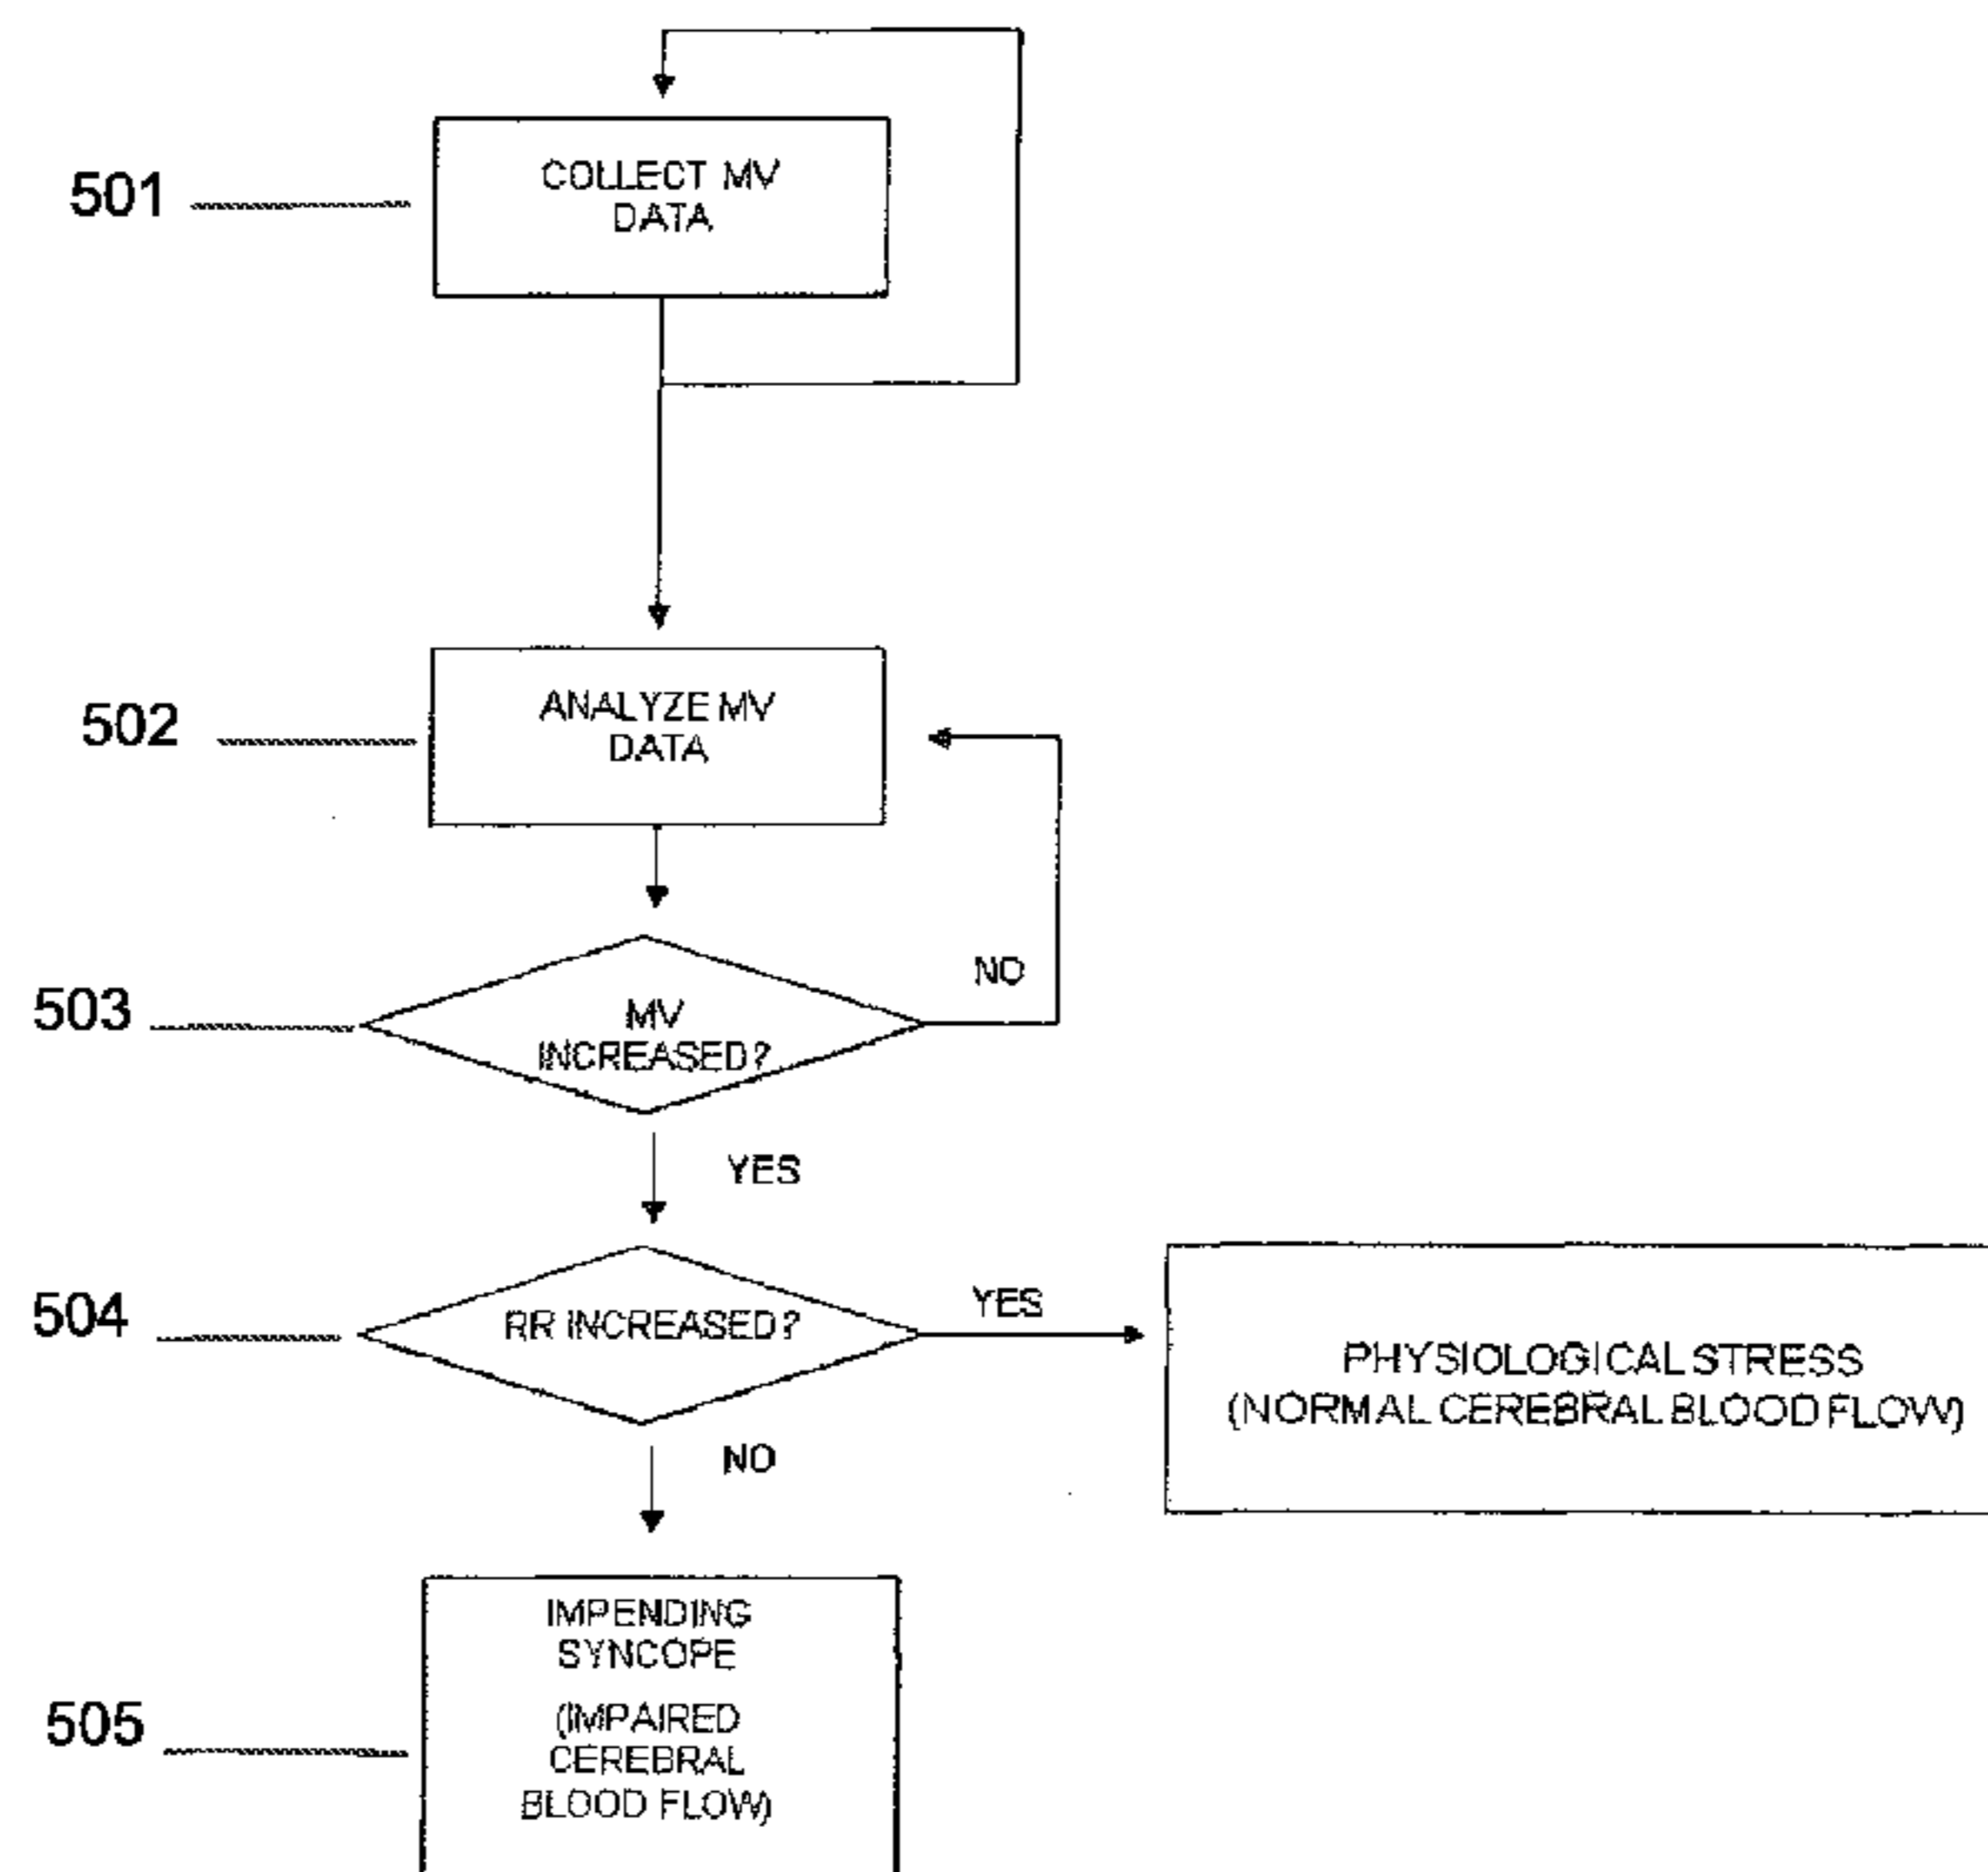 501
COLLECT MV
DATA
502
ANALYZE MV
DATA
503
MV
INCREASED?
NO
YES
504
RR INCREASED?
YES
PHYSIOLOGICAL STRESS
(NORMAL CEREBRAL BLOOD FLOW)
NO
505
IMPENDING
SYNCOPE
(IMPAIRED
CEREBRAL
BLOOD FLOW)